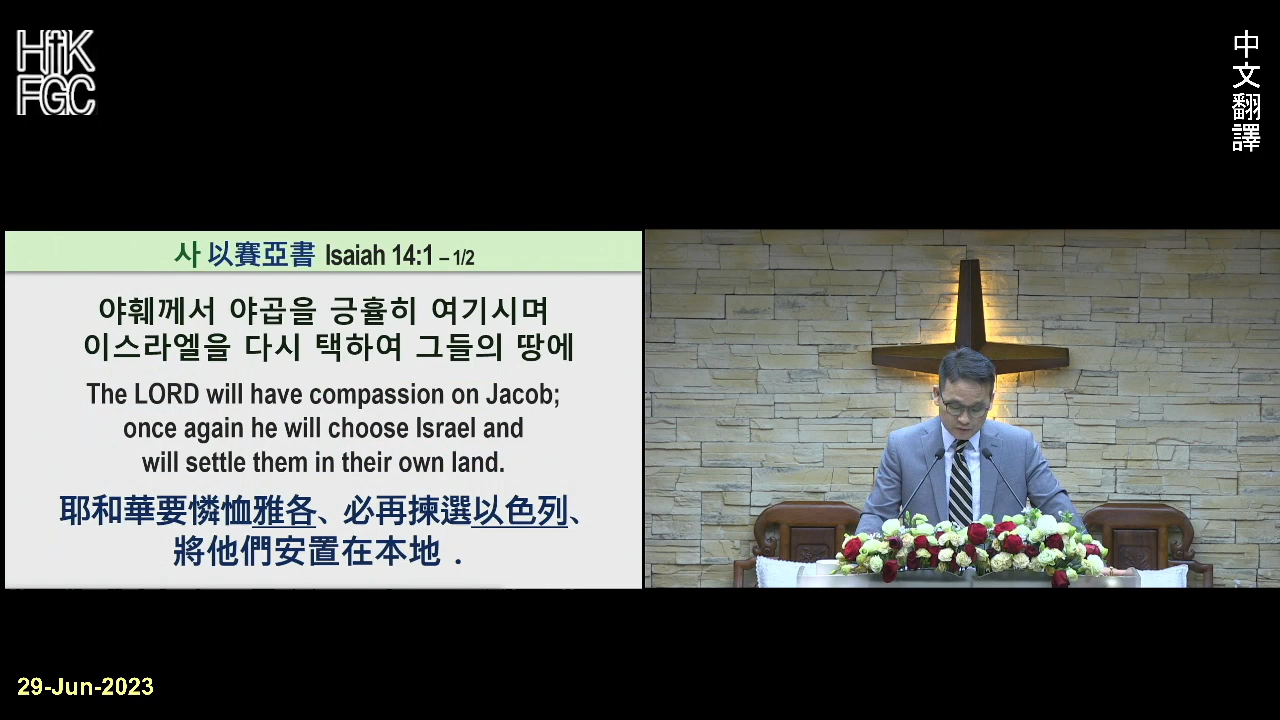 HfK
FGC
中文翻譯
사 以賽亞書 Isaiah 14:1 – 1/2
야훼께서 야곱을 긍휼히 여기시며
이스라엘을 다시 택하여 그들의 땅에
The LORD will have compassion on Jacob;
once again he will choose Israel and
will settle them in their own land.
耶和華要憐恤雅各、必再揀選以色列、
將他們安置在本地．
29-Jun-2023